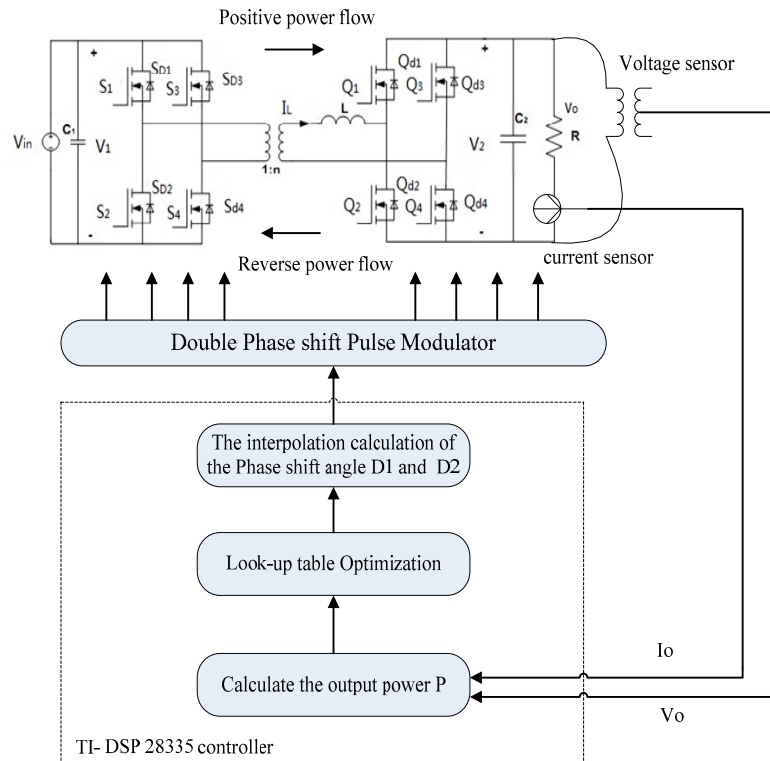 Positive power flow
Voltage sensor
+
+
S1
SD1
S3
SD3
Q1
Qd1
Q3
Qd3
IL
L
Vin
C1
V1
1:n
V2
C2
Vo
R
S2
SD2
S4
Sd4
Q2
Qd2
Q4
Qd4
-
-
Reverse power flow
current sensor
Double Phase shift Pulse Modulator
The interpolation calculation of
the Phase shift angle D1 and D2
Look-up table Optimization
Calculate the output power P
Io
Vo
TI- DSP 28335 controller